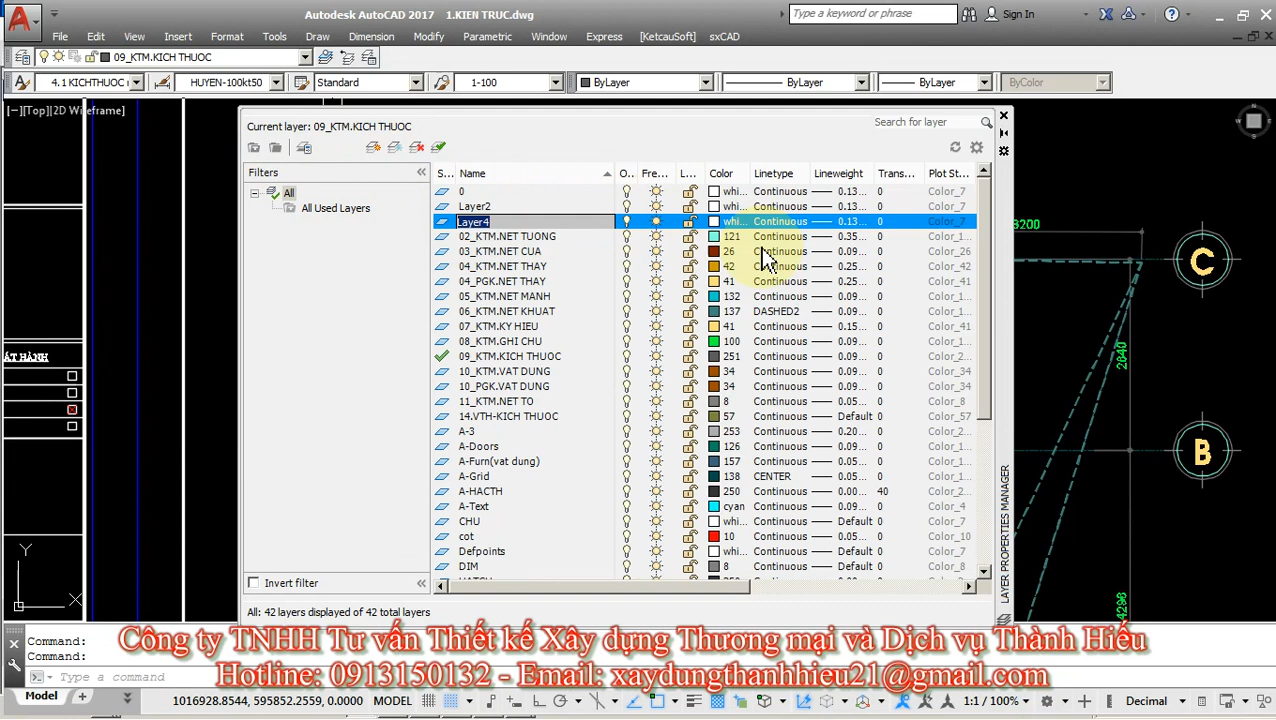 Autodesk AutoCAD 2017   1.KIEN TRUC.dwg
Type a keyword or phrase
Sign In
File Edit View Insert Format Tools Draw Dimension Modify Parametric Window Express [KetcauSoft] sxCAD
09_KTM.KICH THUOC
4.1 KICHTHUOC HUYEN-100kt50 Standard 1-100 ByLayer ByLayer ByLayer ByColor
[−][Top][2D Wireframe]
Current layer: 09_KTM.KICH THUOC
Search for layer
Filters
All
All Used Layers
S... Name O.. Fre... L... Color Linetype Lineweight Trans... Plot St...
0 whi... Continuous 0.13... 0 Color_7
Layer2 whi... Continuous 0.13... 0 Color_7
Layer4 whi... Continuous 0.13... 0 Color_7
02_KTM.NET TUONG 121 Continuous 0.35... 0 Color_1...
03_KTM.NET CUA 26 Continuous 0.09... 0 Color_26
04_KTM.NET THAY 42 Continuous 0.25... 0 Color_42
04_PGK.NET THAY 41 Continuous 0.25... 0 Color_41
05_KTM.NET MANH 132 Continuous 0.09... 0 Color_1...
06_KTM.NET KHUAT 137 DASHED2 0.09... 0 Color_1...
07_KTM.KY HIEU 41 Continuous 0.15... 0 Color_41
08_KTM.GHI CHU 100 Continuous 0.09... 0 Color_1...
09_KTM.KICH THUOC 251 Continuous 0.09... 0 Color_2...
10_KTM.VAT DUNG 34 Continuous 0.09... 0 Color_34
10_PGK.VAT DUNG 34 Continuous 0.09... 0 Color_34
11_KTM.NET TO 8 Continuous 0.05... 0 Color_8
14.VTH-KICH THUOC 57 Continuous Default 0 Color_57
A-3 253 Continuous 0.20... 0 Color_2...
A-Doors 126 Continuous 0.09... 0 Color_1...
A-Furn(vat dung) 157 Continuous 0.05... 0 Color_1...
A-Grid 138 CENTER 0.05... 0 Color_1...
A-HACTH 250 Continuous 0.00... 40 Color_2...
A-Text cyan Continuous 0.09... 0 Color_4
CHU whi... Continuous Default 0 Color_7
cot 10 Continuous 0.05... 0 Color_10
Defpoints whi... Continuous Default 0 Color_7
DIM 8 Continuous Default 0 Color_8
Invert filter
All: 42 layers displayed of 42 total layers
LAYER PROPERTIES MANAGER
ÁT HÀNH
Y
X
W
3200
C
2840
B
4298
Command:
Command:
Type a command
Công ty TNHH Tư vấn Thiết kế Xây dựng Thương mại và Dịch vụ Thành Hiếu
Hotline: 0913150132 - Email: xaydungthanhhieu21@gmail.com
Model
1016928.8544, 595852.2559, 0.0000 MODEL
1:1 / 100%
Decimal